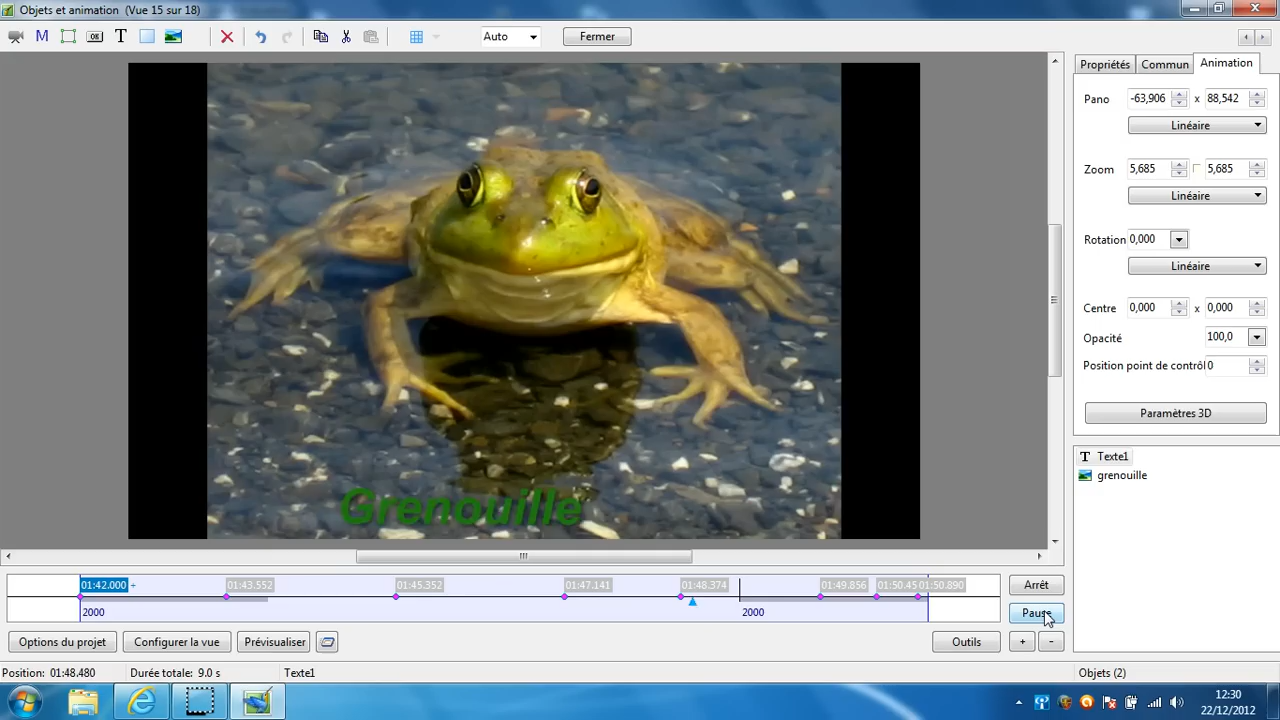 Objets et animation (Vue 15 sur 18)
M OK T Auto Fermer
Propriétés Commun Animation
Pano -63,906 x 88,542
Linéaire
Zoom 5,685 5,685
Linéaire
Rotation 0,000
Linéaire
Centre 0,000 x 0,000
Opacité 100,0
Position point de contrôl 0
Paramètres 3D
T Texte1
grenouille
Grenouille
01:42.000 + 01:43.552 01:45.352 01:47.141 01:48.374 01:49.856 01:50.45 01:50.890
2000 2000
Arrêt
Pause
Options du projet Configurer la vue Prévisualiser Outils + -
Position: 01:48.480 Durée totale: 9.0 s Texte1 Objets (2)
12:30
22/12/2012